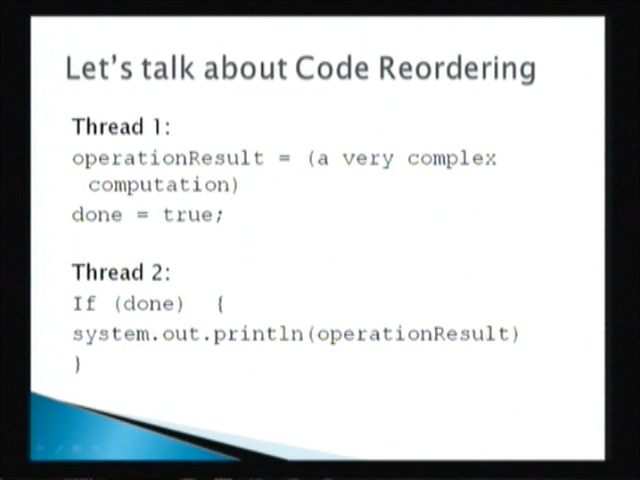 Let's talk about Code Reordering
Thread 1:
operationResult = (a very complex
computation)
done = true;
Thread 2:
If (done)  {
system.out.println(operationResult)
}